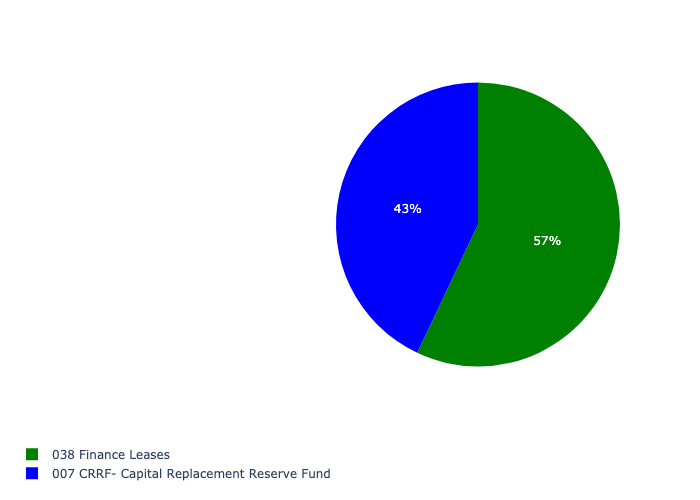 43%
57%
038 Finance Leases
007 CRRF- Capital Replacement Reserve Fund